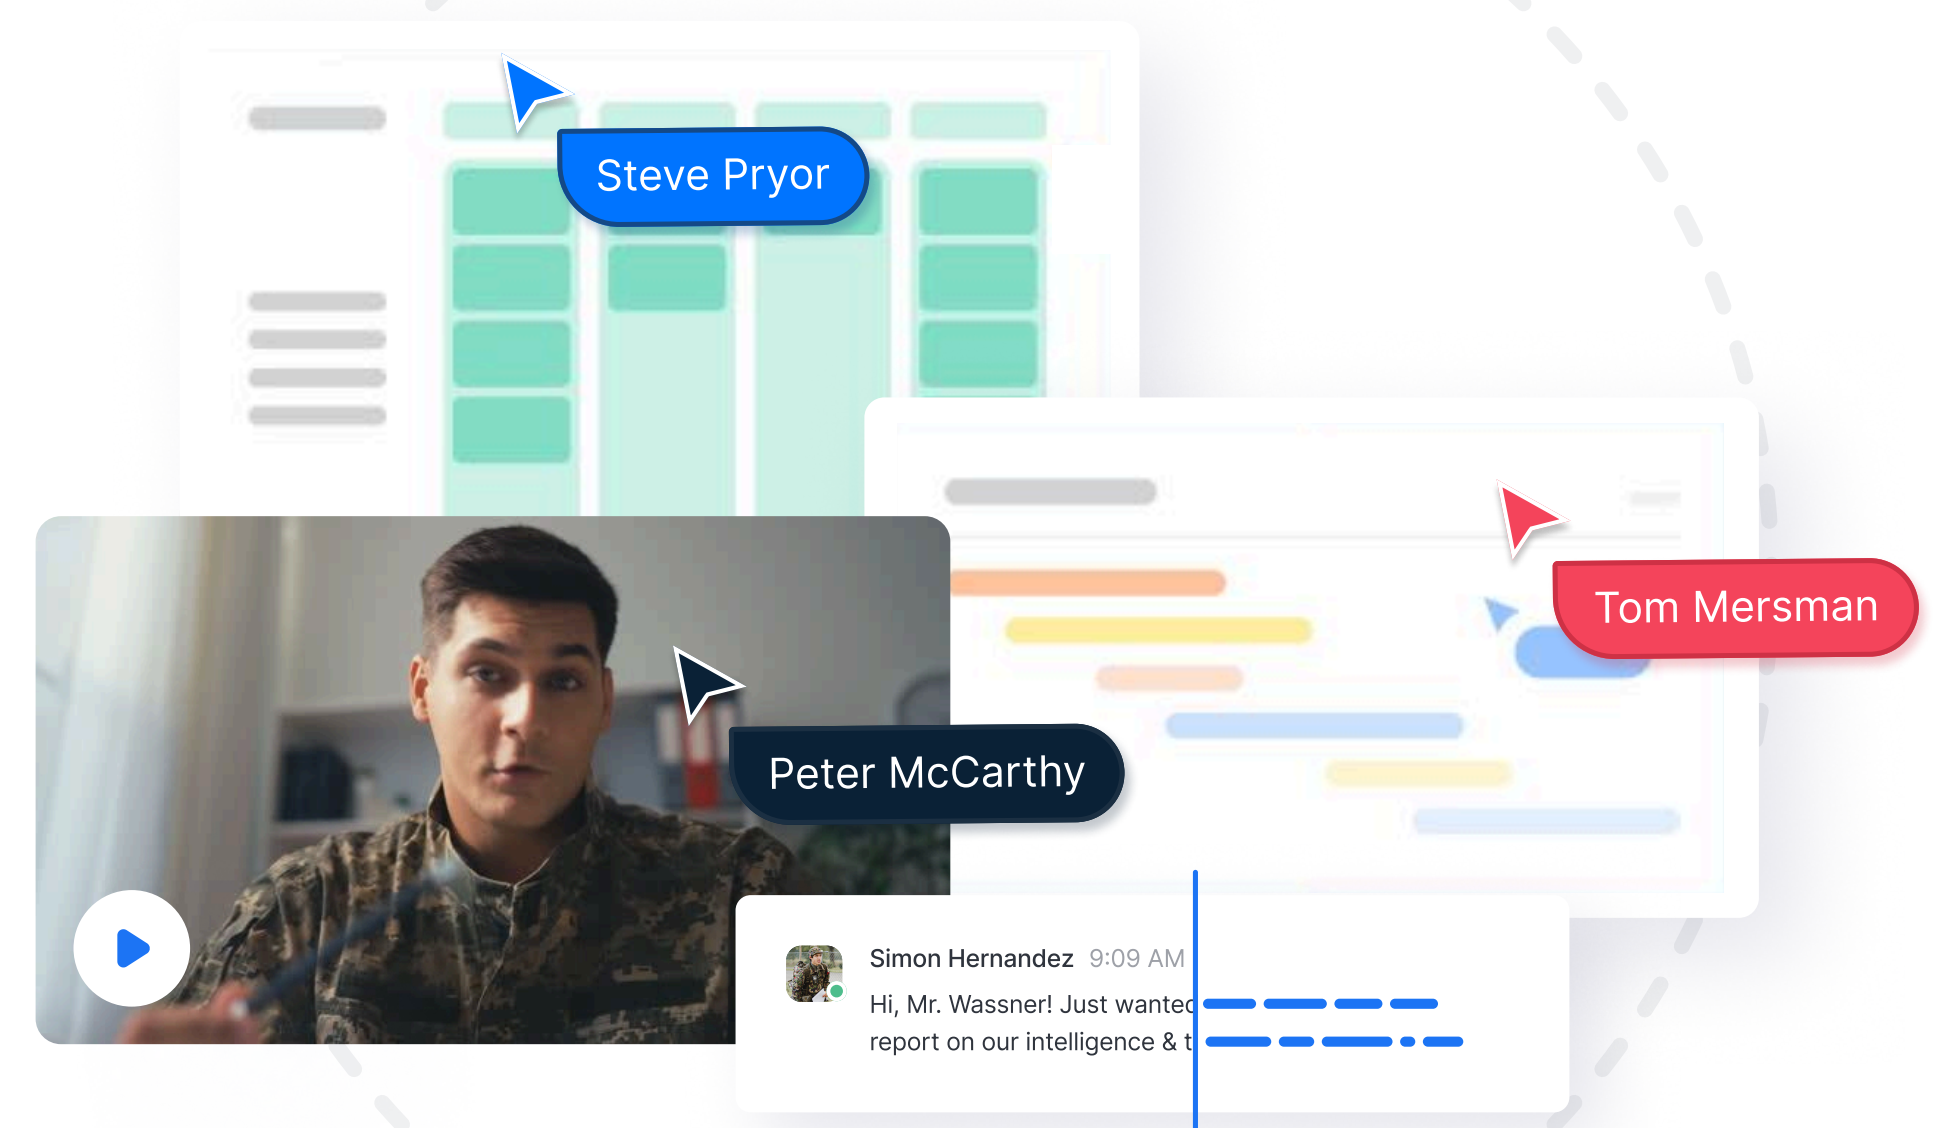 Steve Pryor
Tom Mersman
Peter McCarthy
Simon Hernandez 9:09 AM
Hi, Mr. Wassner! Just wanted
report on our intelligence & t